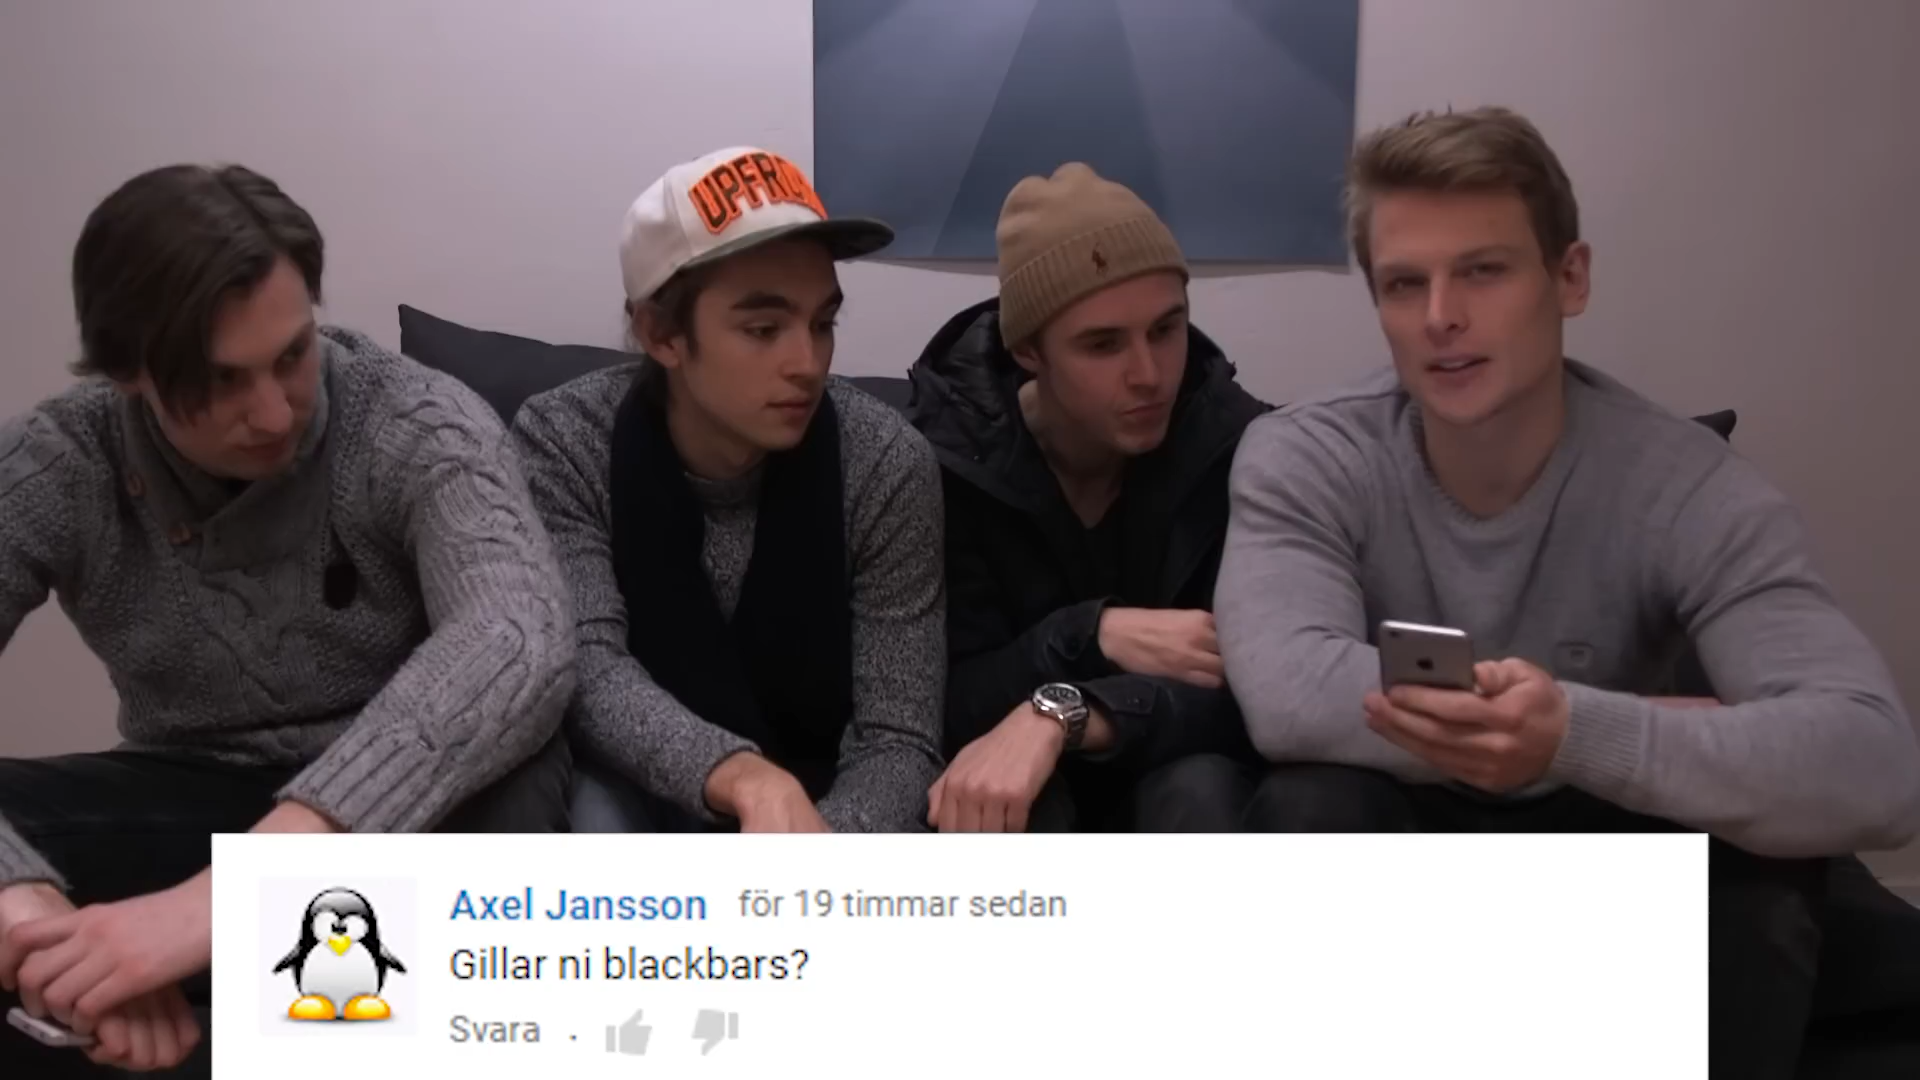 UPFRO
Axel Jansson för 19 timmar sedan
Gillar ni blackbars?
Svara .